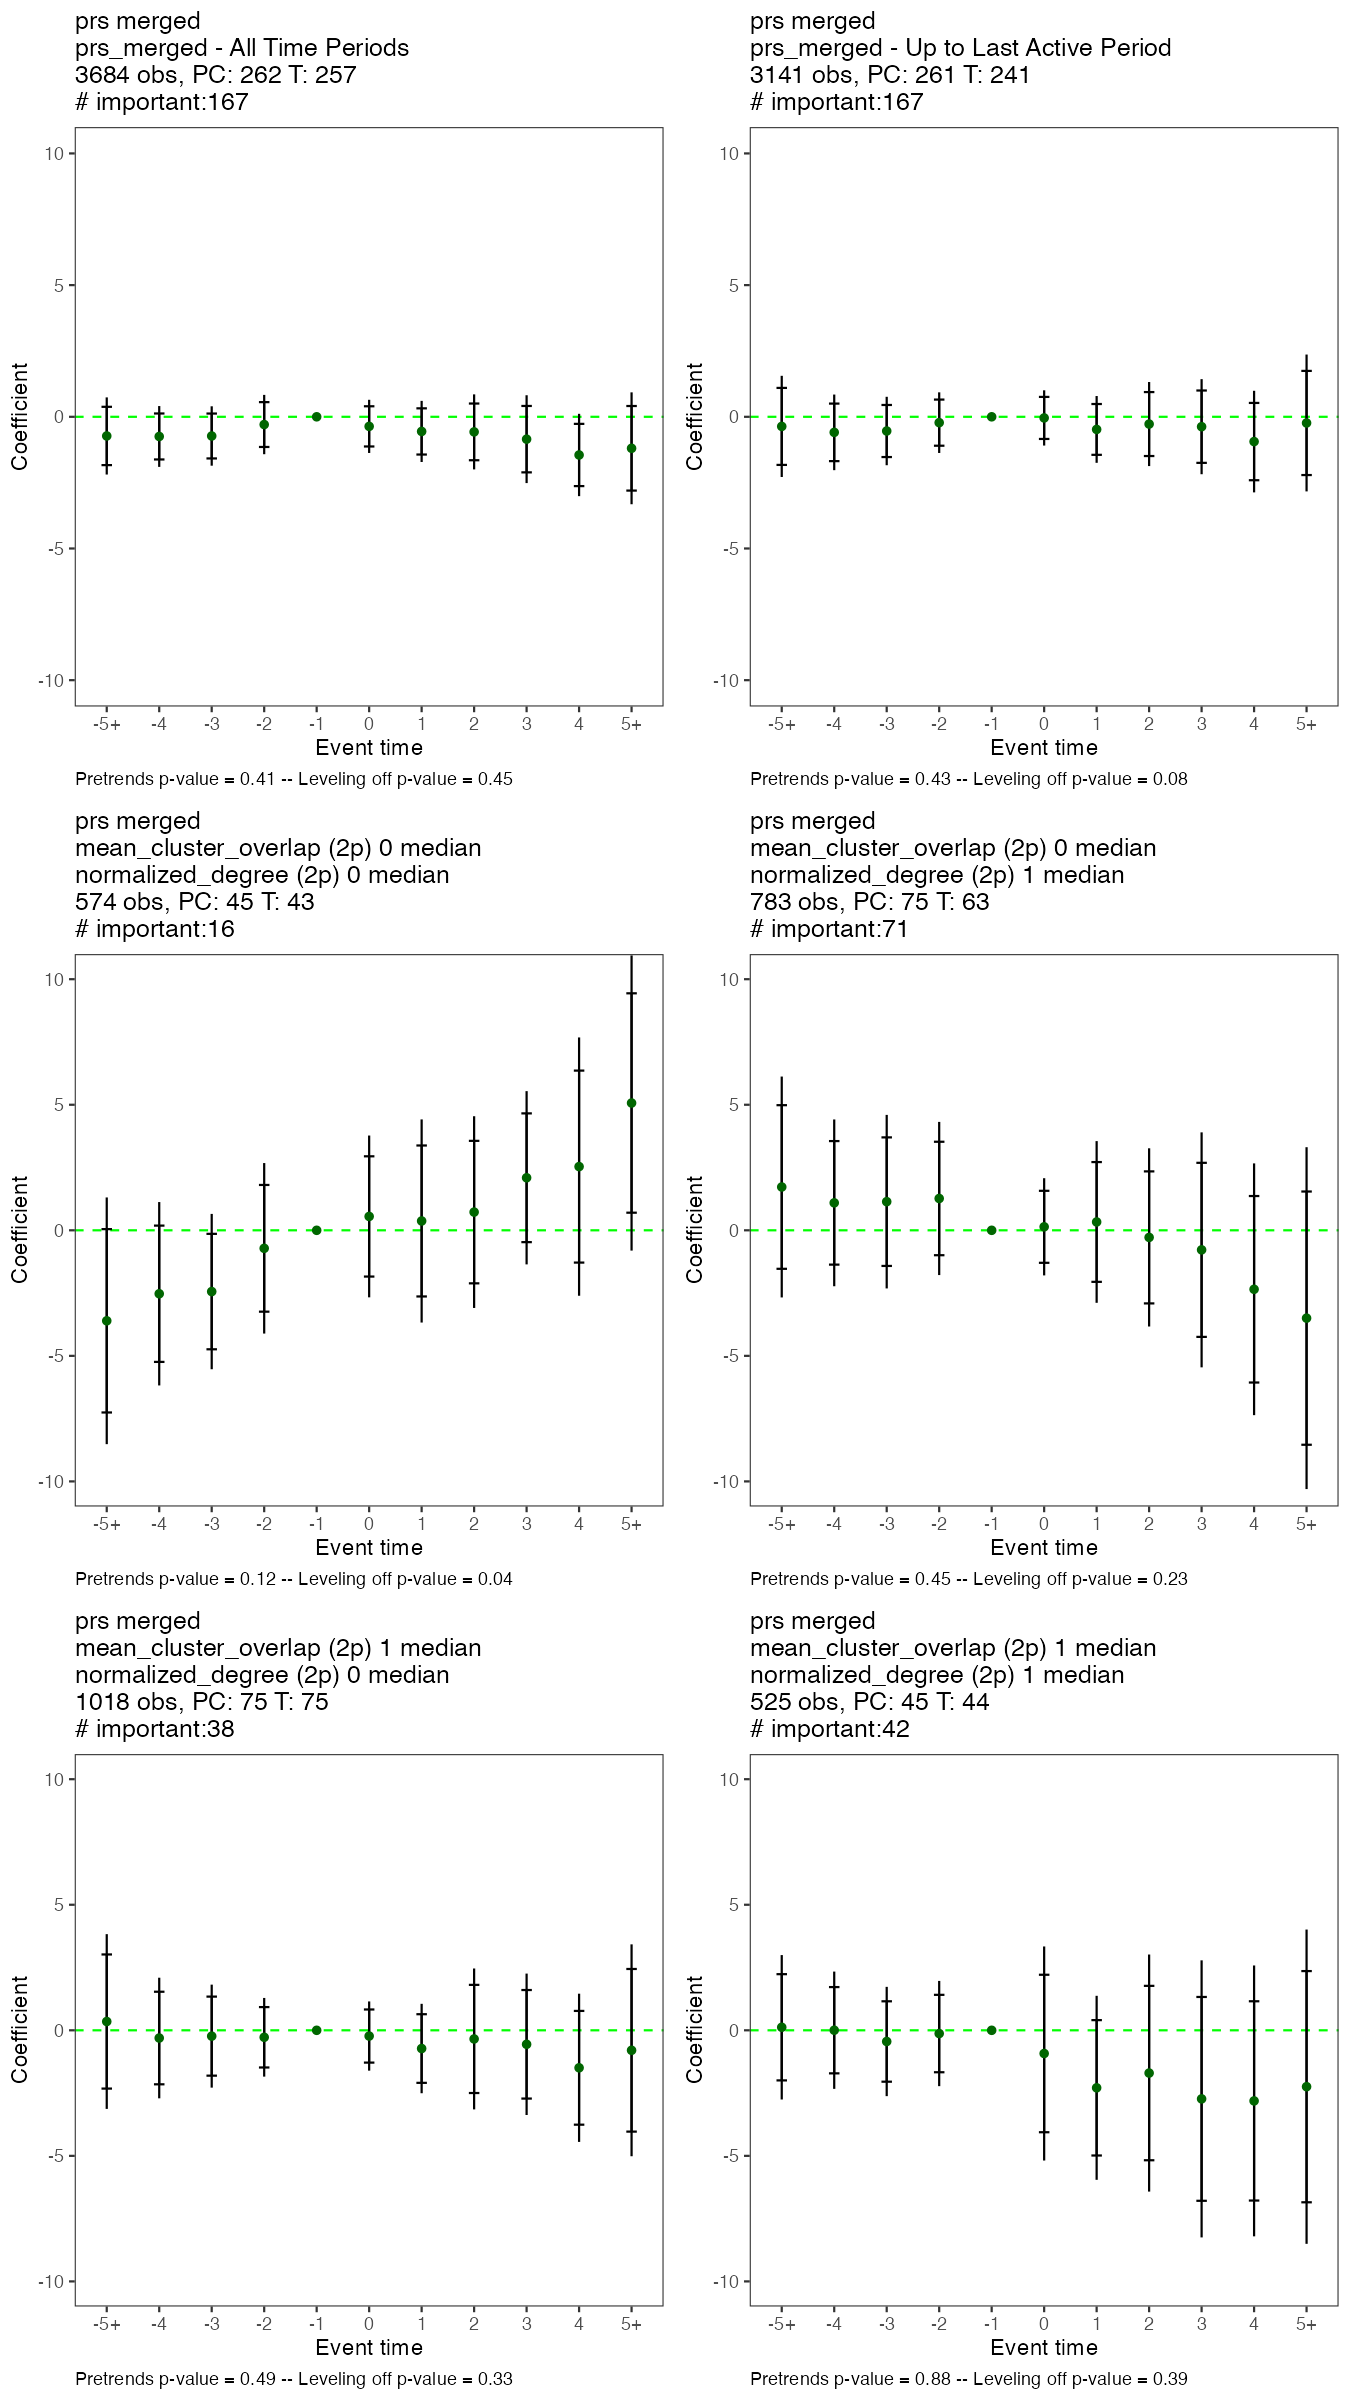 prs merged
prs_merged - All Time Periods
3684 obs, PC: 262 T: 257
# important:167
10
5
0
-5
-10
Coefficient
-5+ -4 -3 -2 -1 0 1 2 3 4 5+
Event time
Pretrends p-value = 0.41 -- Leveling off p-value = 0.45
prs merged
prs_merged - Up to Last Active Period
3141 obs, PC: 261 T: 241
# important:167
10
5
0
-5
-10
Coefficient
-5+ -4 -3 -2 -1 0 1 2 3 4 5+
Event time
Pretrends p-value = 0.43 -- Leveling off p-value = 0.08
prs merged
mean_cluster_overlap (2p) 0 median
normalized_degree (2p) 0 median
574 obs, PC: 45 T: 43
# important:16
10
5
0
-5
-10
Coefficient
-5+ -4 -3 -2 -1 0 1 2 3 4 5+
Event time
Pretrends p-value = 0.12 -- Leveling off p-value = 0.04
prs merged
mean_cluster_overlap (2p) 0 median
normalized_degree (2p) 1 median
783 obs, PC: 75 T: 63
# important:71
10
5
0
-5
-10
Coefficient
-5+ -4 -3 -2 -1 0 1 2 3 4 5+
Event time
Pretrends p-value = 0.45 -- Leveling off p-value = 0.23
prs merged
mean_cluster_overlap (2p) 1 median
normalized_degree (2p) 0 median
1018 obs, PC: 75 T: 75
# important:38
10
5
0
-5
-10
Coefficient
-5+ -4 -3 -2 -1 0 1 2 3 4 5+
Event time
Pretrends p-value = 0.49 -- Leveling off p-value = 0.33
prs merged
mean_cluster_overlap (2p) 1 median
normalized_degree (2p) 1 median
525 obs, PC: 45 T: 44
# important:42
10
5
0
-5
-10
Coefficient
-5+ -4 -3 -2 -1 0 1 2 3 4 5+
Event time
Pretrends p-value = 0.88 -- Leveling off p-value = 0.39